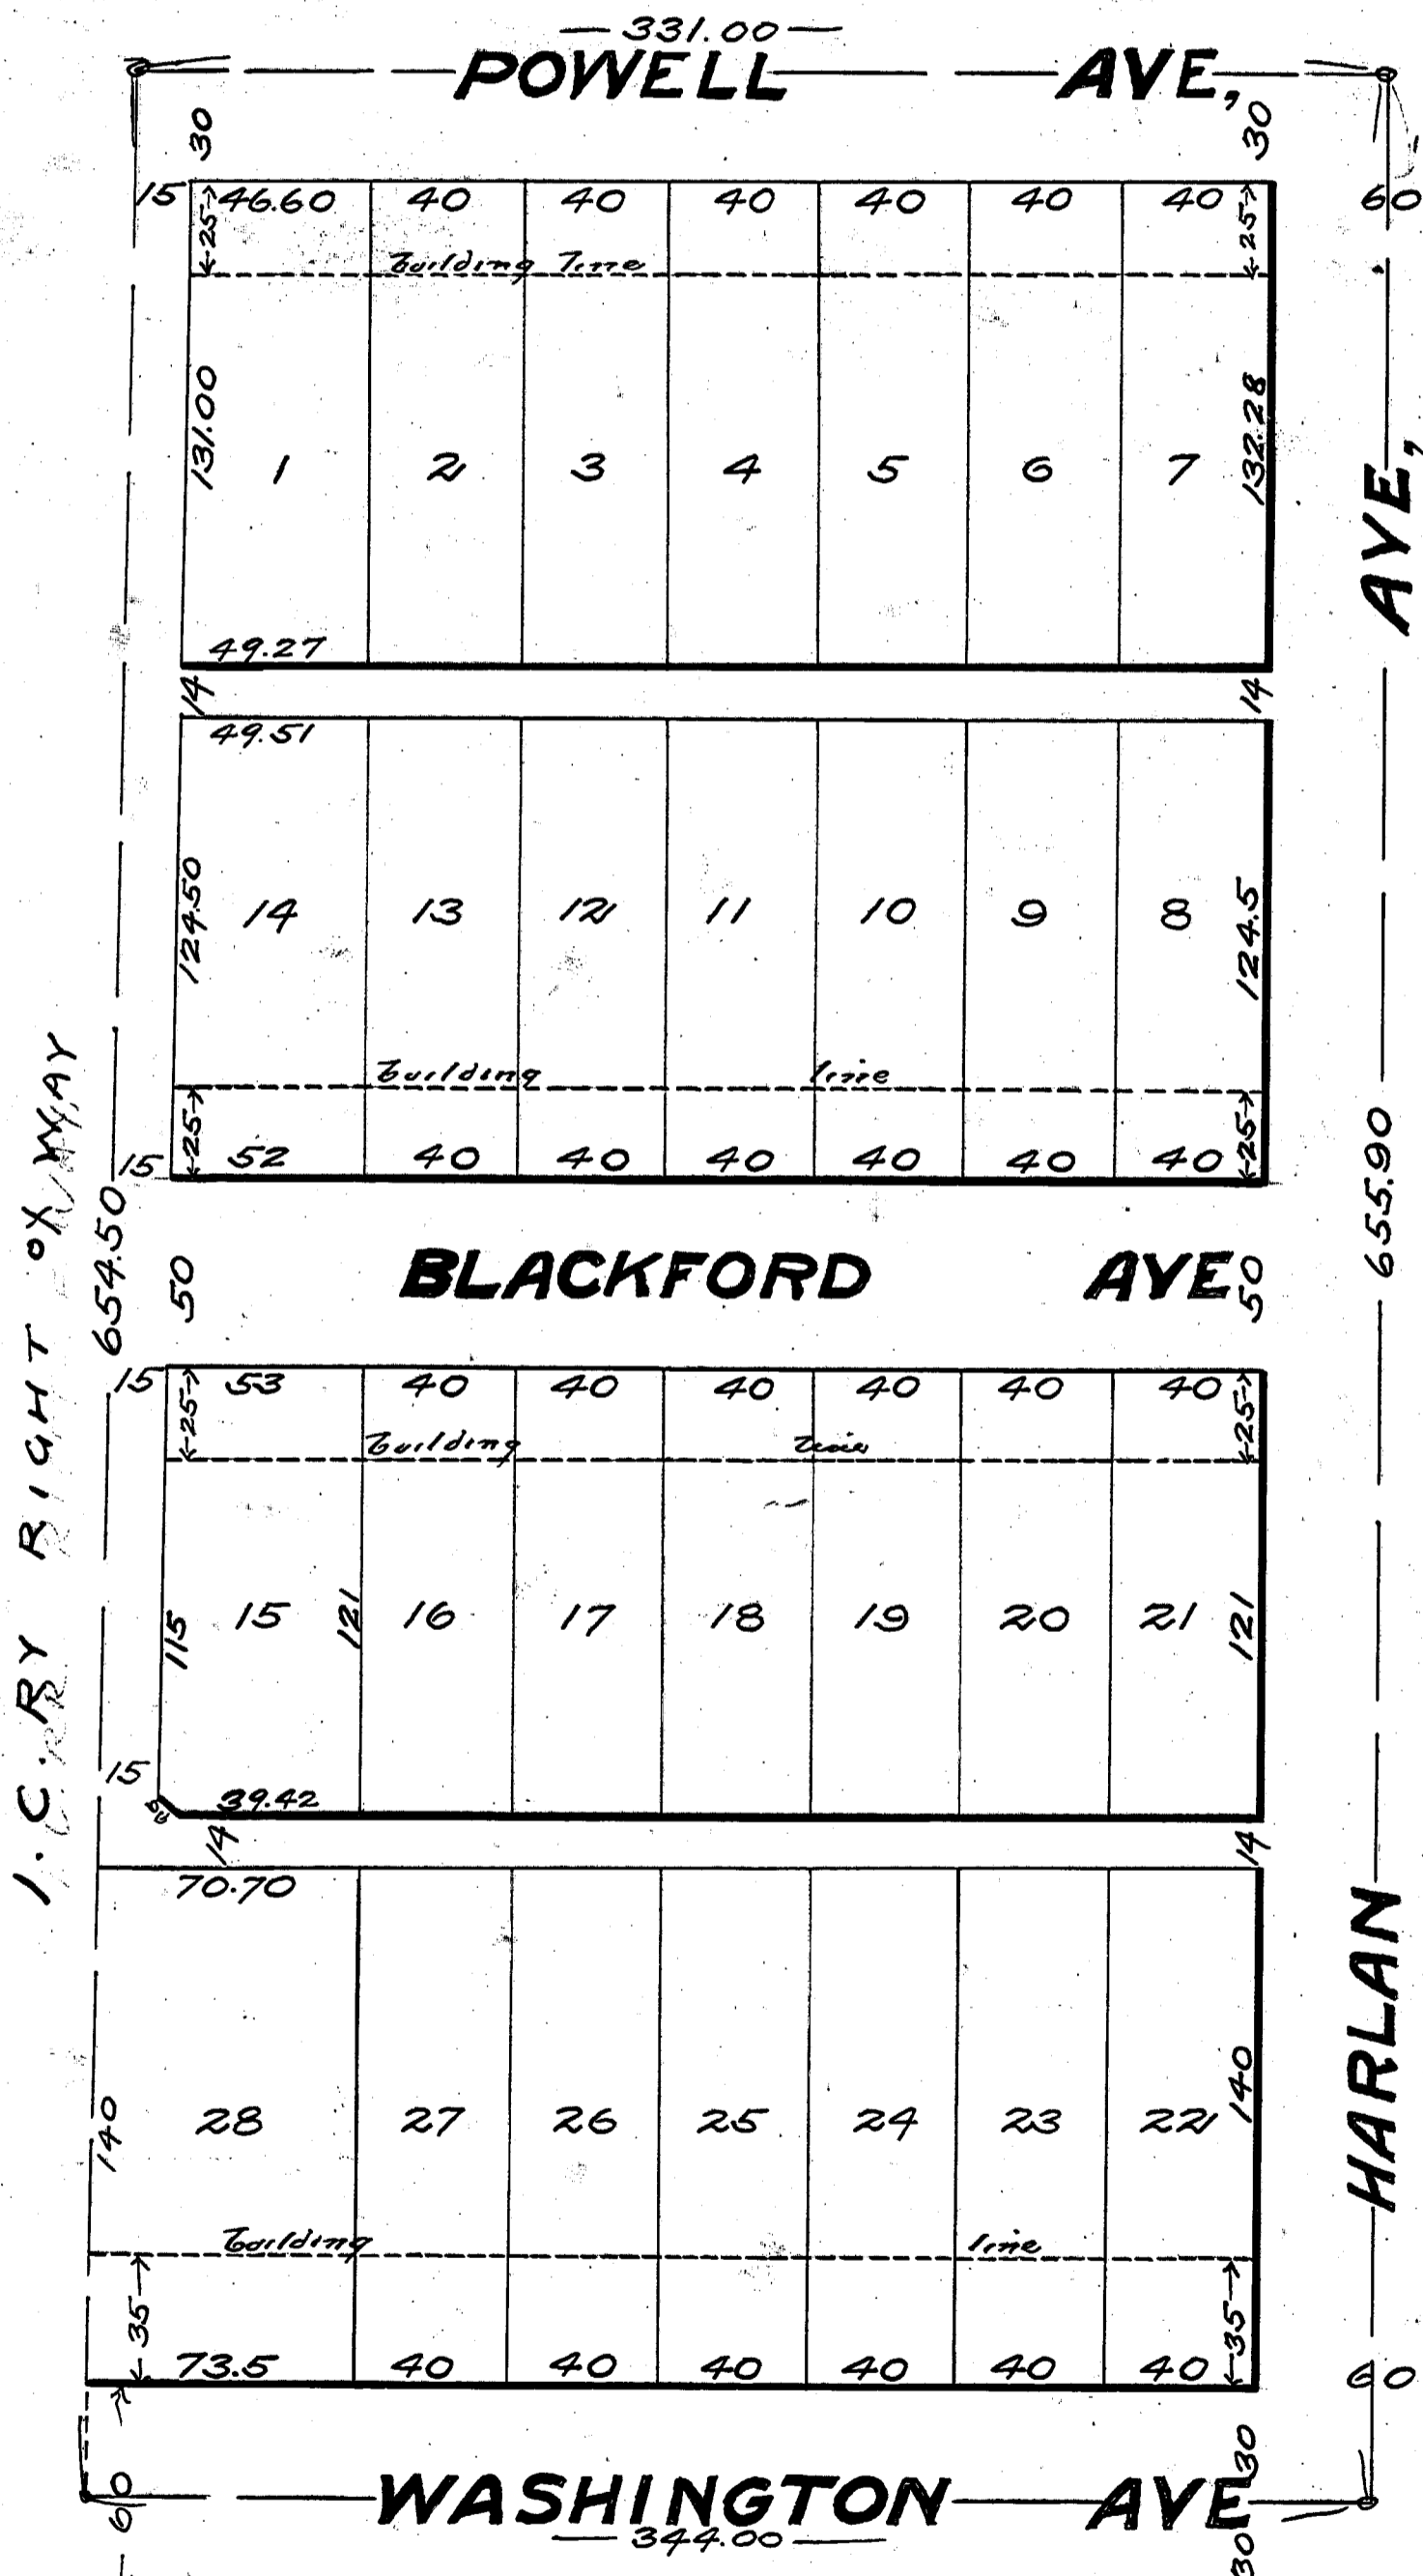 331.00
POWELL AVE,
30 30
15 46.60 40 40 40 40 40 40 60
25 25
building line
131.00 132.28
1 2 3 4 5 6 7
AVE,
49.27
14 14
49.51
124.50 124.5
14 13 12 11 10 9 8
building line
25 25
15 52 40 40 40 40 40 40
I.C. RY RIGHT OF WAY
654.50
655.90
50 BLACKFORD AVE 50
15 53 40 40 40 40 40 40
25 25
building line
115 15 121 16 17 18 19 20 21 121
15
39.42
14 14
70.70
HARLAN
140 140
28 27 26 25 24 23 22
building line
35 35
73.5 40 40 40 40 40 40 60
30
60 WASHINGTON AVE
344.00
30